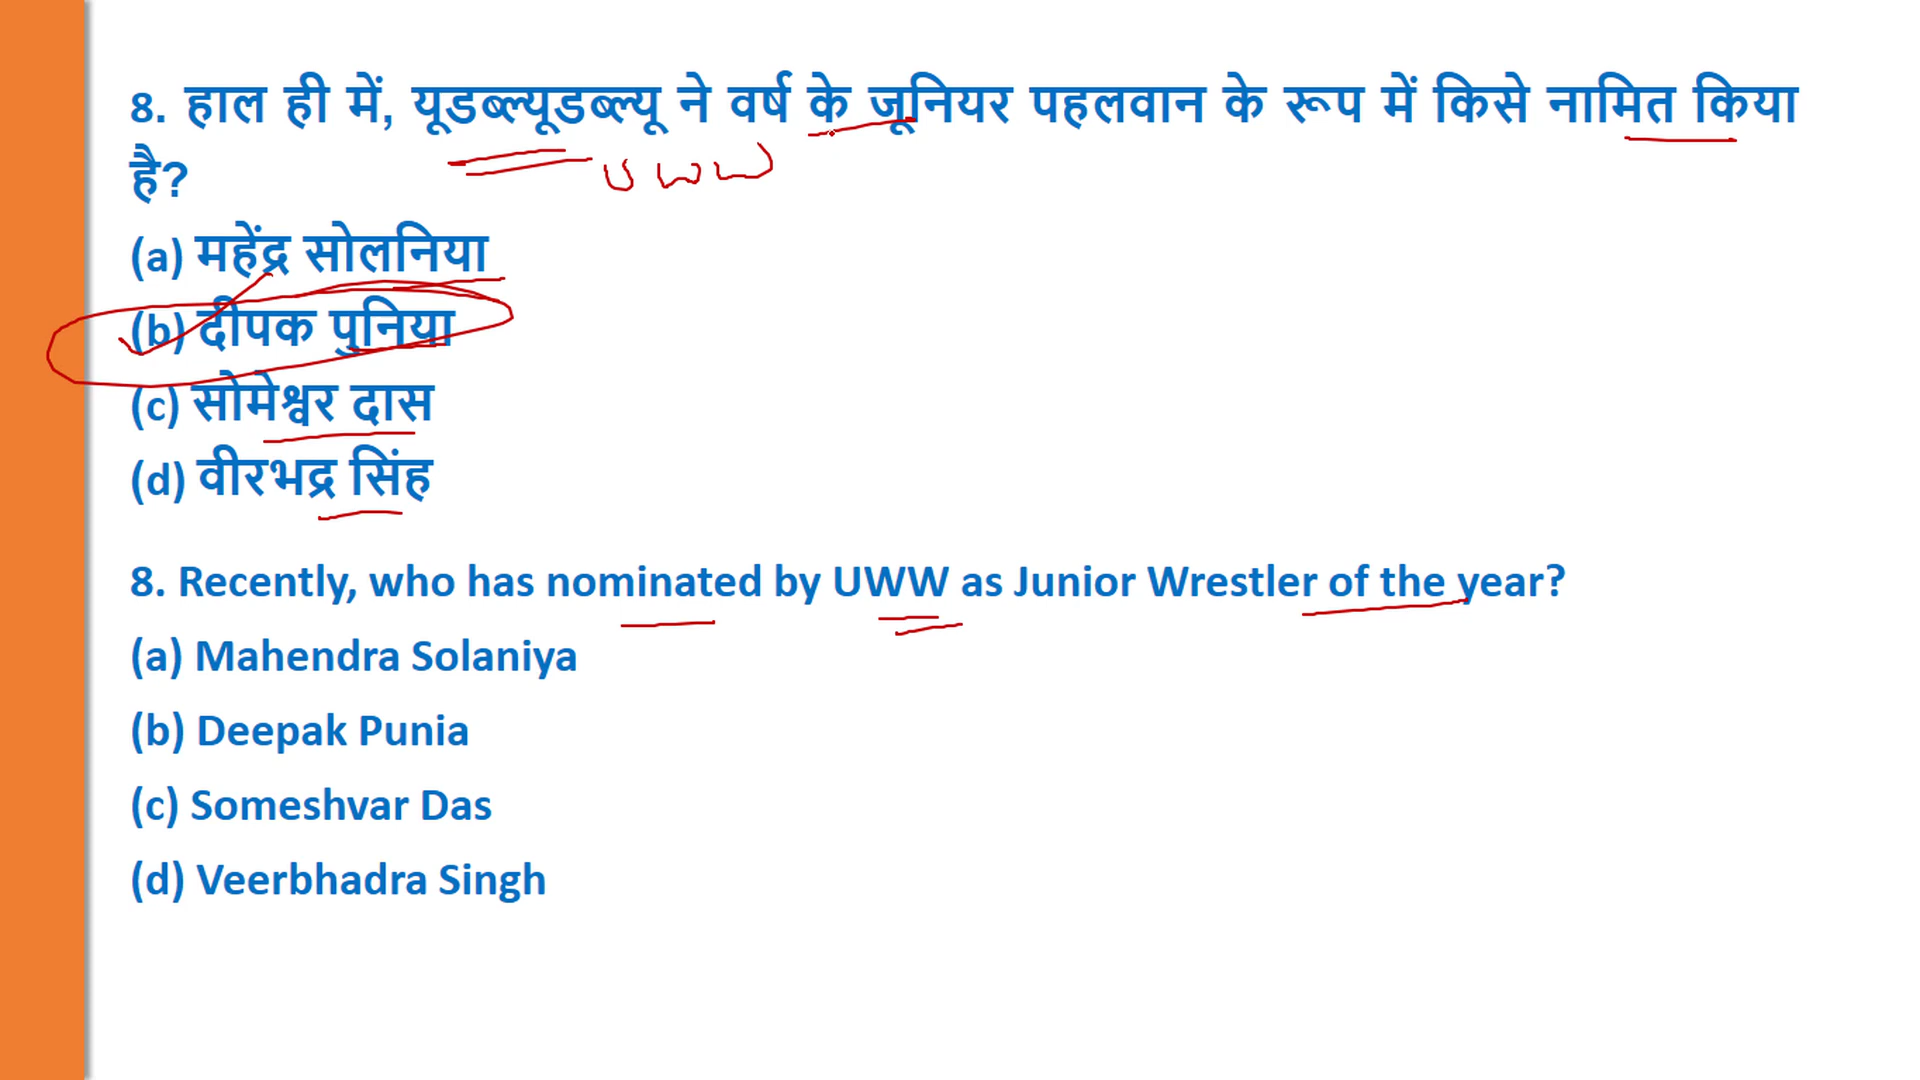 8. हाल ही में, यूडब्ल्यूडब्ल्यू ने वर्ष के जूनियर पहलवान के रूप में किसे नामित किया
है?
UWW
(a) महेंद्र सोलनिया
(b) दीपक पुनिया
(c) सोमेश्वर दास
(d) वीरभद्र सिंह
8. Recently, who has nominated by UWW as Junior Wrestler of the year?
(a) Mahendra Solaniya
(b) Deepak Punia
(c) Someshvar Das
(d) Veerbhadra Singh